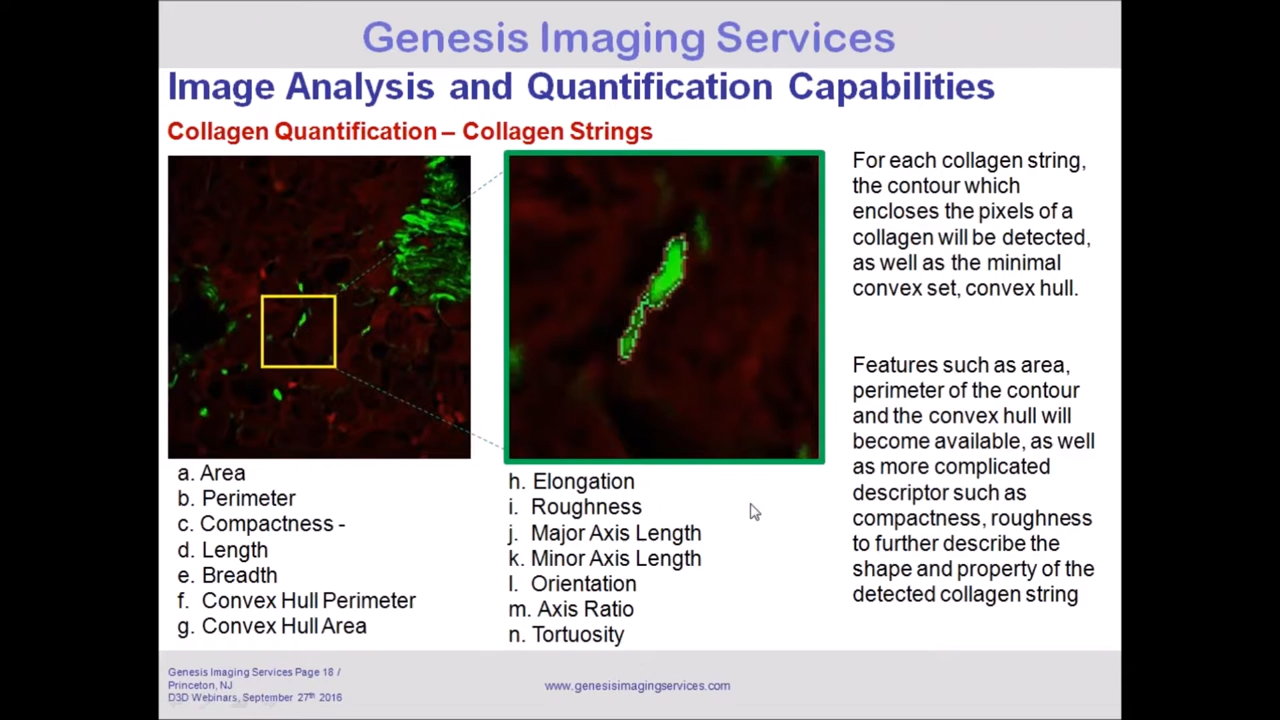 Genesis Imaging Services
Image Analysis and Quantification Capabilities
Collagen Quantification – Collagen Strings
For each collagen string,
the contour which
encloses the pixels of a
collagen will be detected,
as well as the minimal
convex set, convex hull.
Features such as area,
perimeter of the contour
and the convex hull will
become available, as well
as more complicated
descriptor such as
compactness, roughness
to further describe the
shape and property of the
detected collagen string
a. Area
b. Perimeter
c. Compactness -
d. Length
e. Breadth
f. Convex Hull Perimeter
g. Convex Hull Area
h. Elongation
i. Roughness
j. Major Axis Length
k. Minor Axis Length
l. Orientation
m. Axis Ratio
n. Tortuosity
Genesis Imaging Services Page 18 /
Princeton, NJ
D3D Webinars, September 27th 2016
www.genesisimagingservices.com